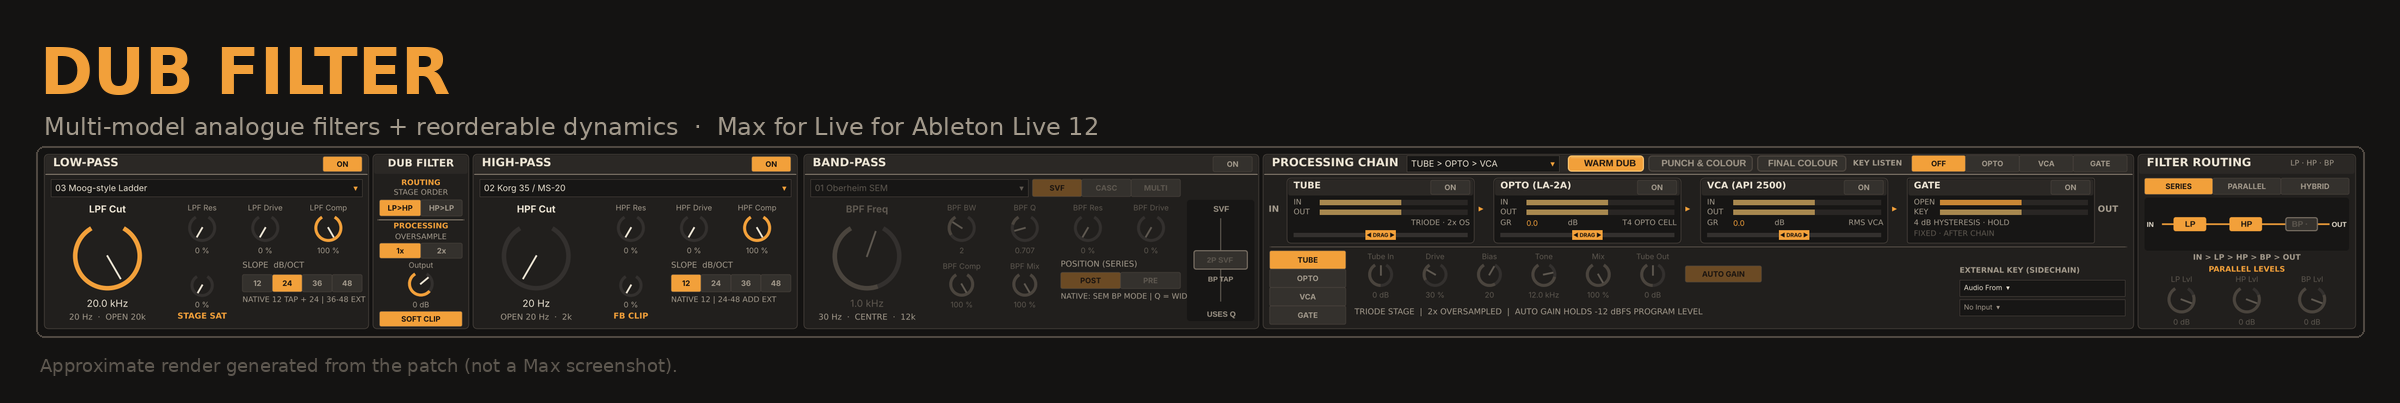 DUB FILTER
Multi-model analogue filters + reorderable dynamics · Max for Live for Ableton Live 12
LOW-PASS
ON
03 Moog-style Ladder
LPF Cut
LPF Res
LPF Drive
LPF Comp
0 %
0 %
100 %
SLOPE dB/OCT
12 24 36 48
NATIVE 12 TAP + 24 | 36-48 EXT
20.0 kHz
20 Hz · OPEN 20k
0 %
STAGE SAT
DUB FILTER
ROUTING
STAGE ORDER
LP>HP HP>LP
PROCESSING
OVERSAMPLE
1x 2x
Output
0 dB
SOFT CLIP
HIGH-PASS
ON
02 Korg 35 / MS-20
HPF Cut
HPF Res
HPF Drive
HPF Comp
0 %
0 %
100 %
SLOPE dB/OCT
12 24 36 48
NATIVE 12 | 24-48 ADD EXT
20 Hz
OPEN 20 Hz · 2k
0 %
FB CLIP
BAND-PASS
ON
01 Oberheim SEM
SVF CASC MULTI
BPF Freq
BPF BW
BPF Q
BPF Res
BPF Drive
2
0.707
0 %
0 %
BPF Comp
BPF Mix
POSITION (SERIES)
POST PRE
NATIVE: SEM BP MODE | Q = WID
1.0 kHz
100 %
100 %
30 Hz · CENTRE · 12k
SVF
2P SVF
BP TAP
USES Q
PROCESSING CHAIN
TUBE > OPTO > VCA
WARM DUB
PUNCH & COLOUR
FINAL COLOUR
KEY LISTEN
OFF OPTO VCA GATE
IN
TUBE
ON
IN
OUT
TRIODE · 2x OS
DRAG
OPTO (LA-2A)
ON
IN
OUT
GR 0.0 dB T4 OPTO CELL
DRAG
VCA (API 2500)
ON
IN
OUT
GR 0.0 dB RMS VCA
DRAG
GATE
ON
OPEN
KEY
4 dB HYSTERESIS · HOLD
FIXED · AFTER CHAIN
OUT
TUBE
OPTO
VCA
GATE
Tube In
Drive
Bias
Tone
Mix
Tube Out
0 dB
30 %
20
12.0 kHz
100 %
0 dB
AUTO GAIN
TRIODE STAGE | 2x OVERSAMPLED | AUTO GAIN HOLDS -12 dBFS PROGRAM LEVEL
EXTERNAL KEY (SIDECHAIN)
Audio From
No Input
FILTER ROUTING
LP · HP · BP
SERIES PARALLEL HYBRID
IN LP HP BP OUT
IN > LP > HP > BP > OUT
PARALLEL LEVELS
LP Lvl
HP Lvl
BP Lvl
0 dB
0 dB
0 dB
Approximate render generated from the patch (not a Max screenshot).